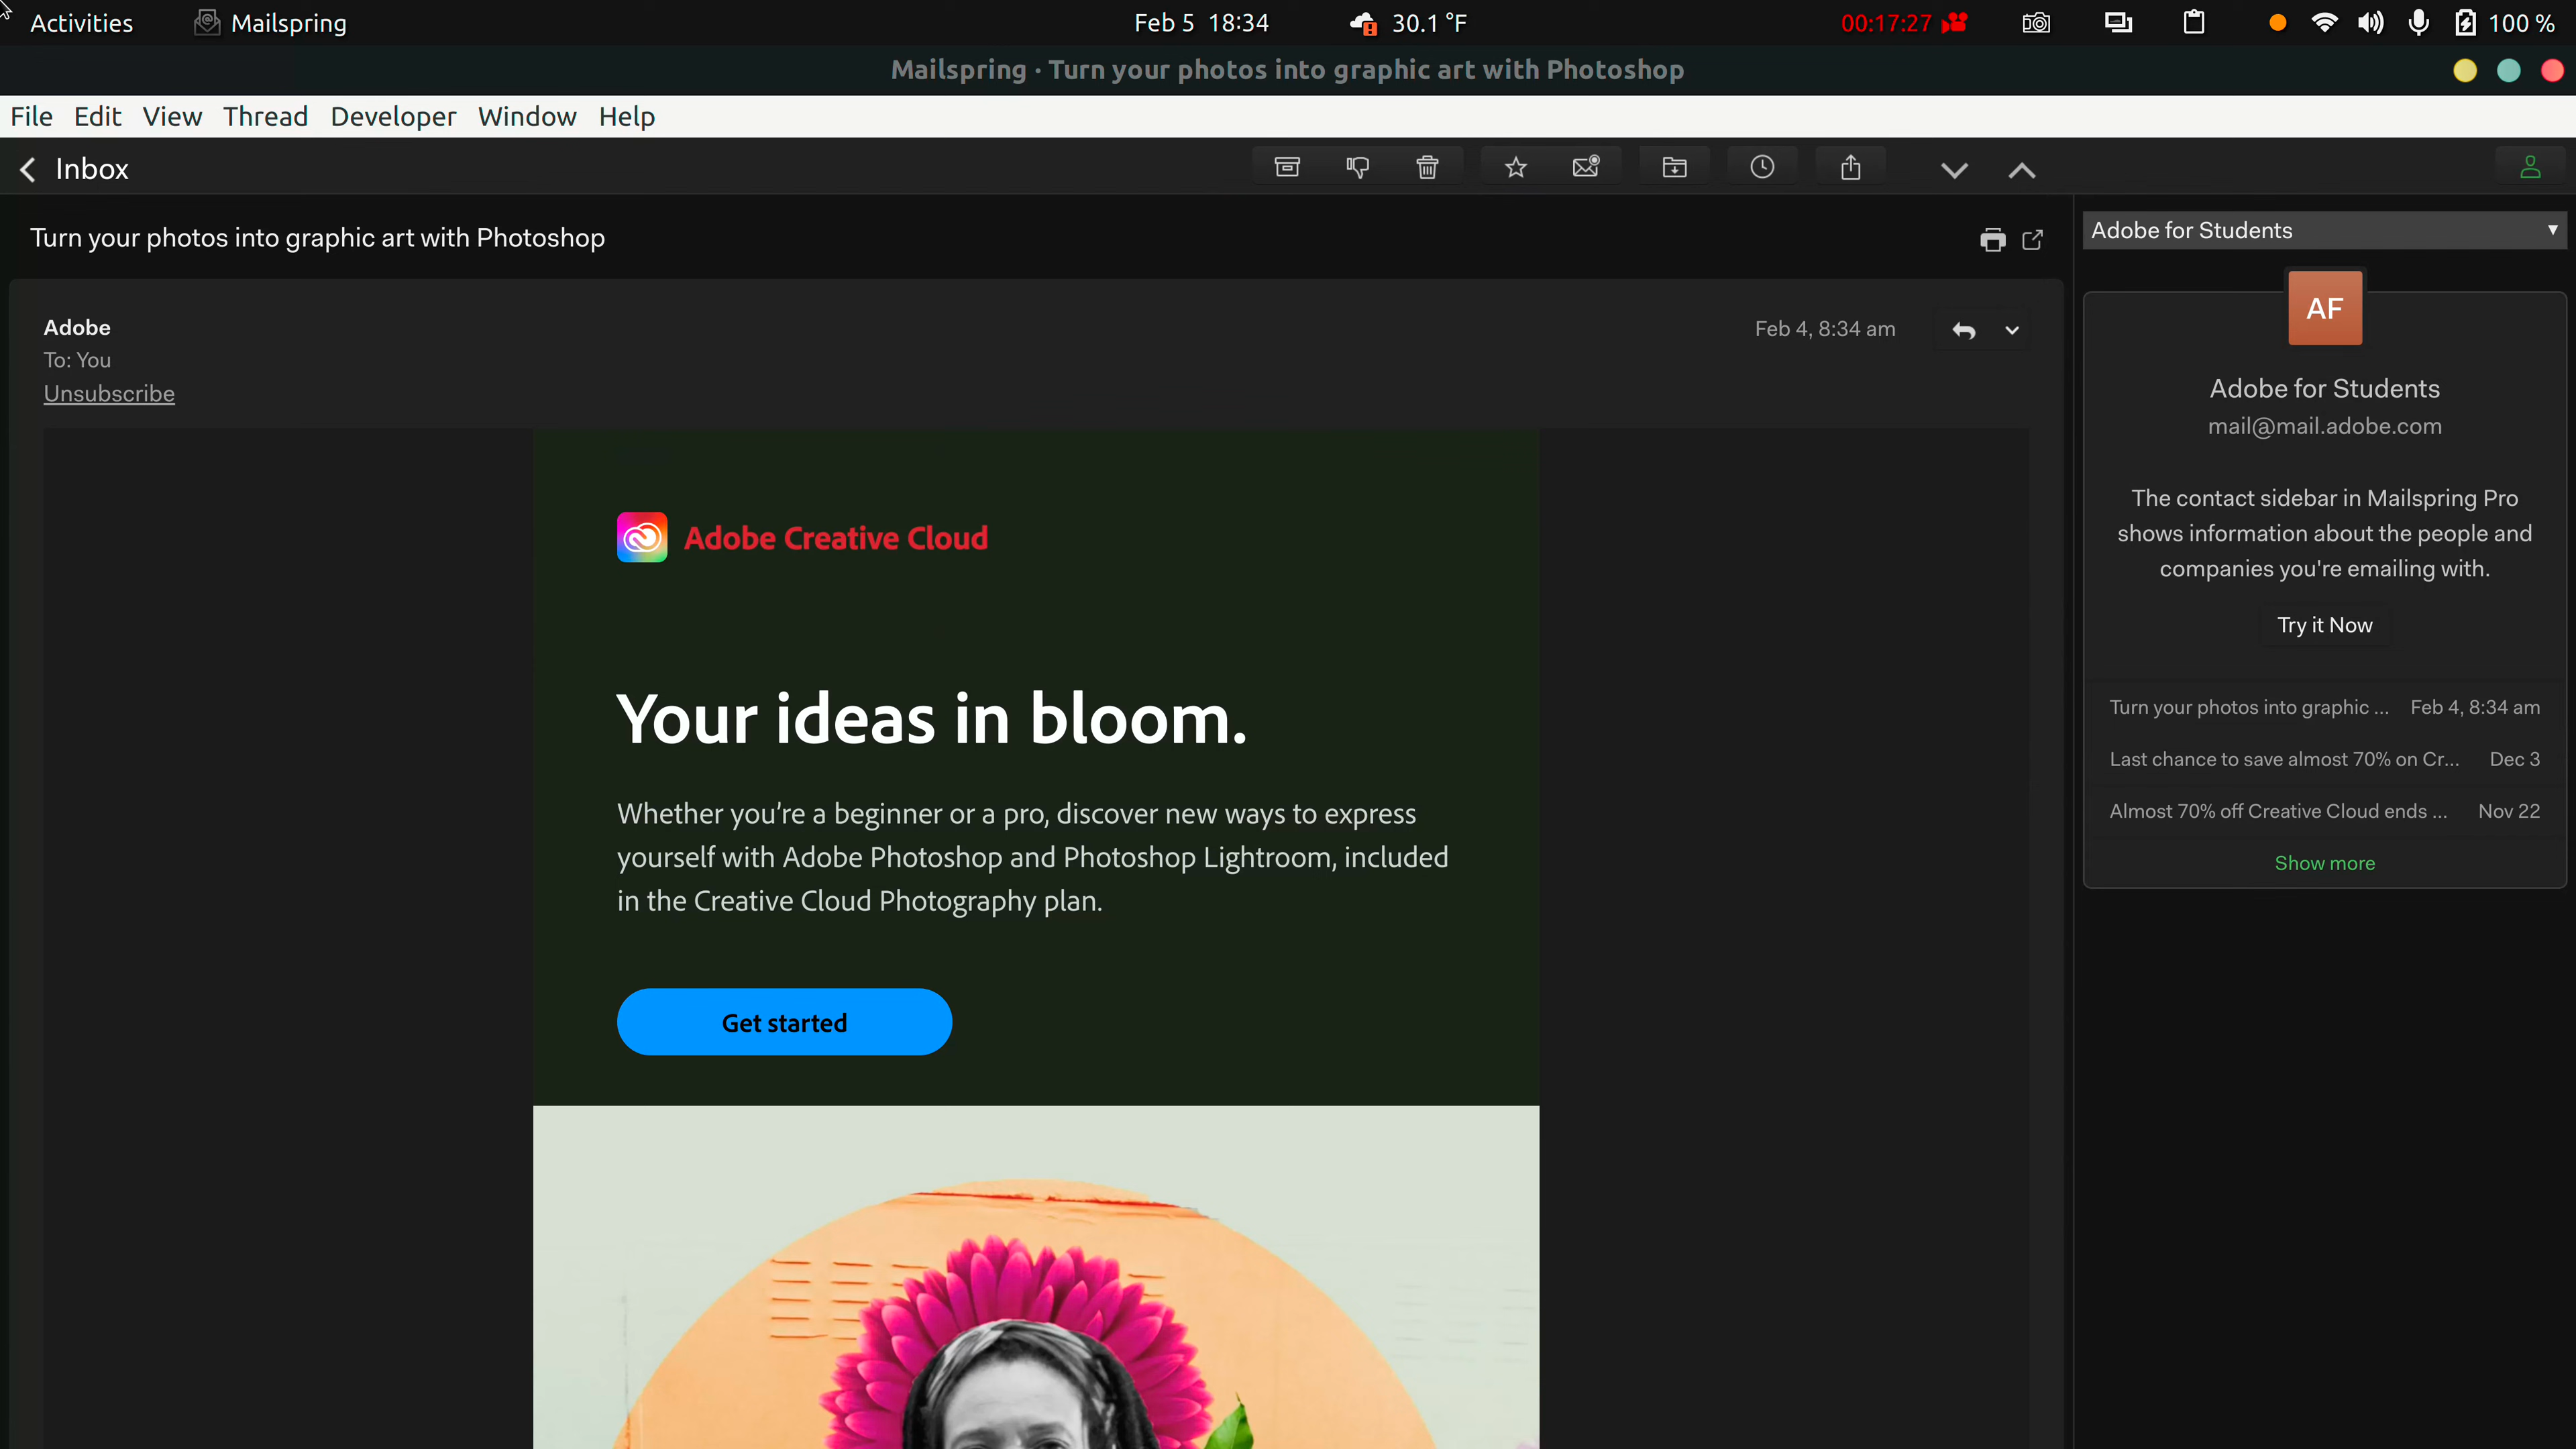 Activities Mailspring Feb 5 18:34 30.1 °F 00:17:27 100 %
Mailspring · Turn your photos into graphic art with Photoshop
File Edit View Thread Developer Window Help
Inbox
Turn your photos into graphic art with Photoshop
Adobe
Feb 4, 8:34 am
To: You
Unsubscribe
Adobe Creative Cloud
Your ideas in bloom.
Whether you’re a beginner or a pro, discover new ways to express
yourself with Adobe Photoshop and Photoshop Lightroom, included
in the Creative Cloud Photography plan.
Get started
Adobe for Students
AF
Adobe for Students
mail@mail.adobe.com
The contact sidebar in Mailspring Pro
shows information about the people and
companies you're emailing with.
Try it Now
Turn your photos into graphic ... Feb 4, 8:34 am
Last chance to save almost 70% on Cr... Dec 3
Almost 70% off Creative Cloud ends ... Nov 22
Show more